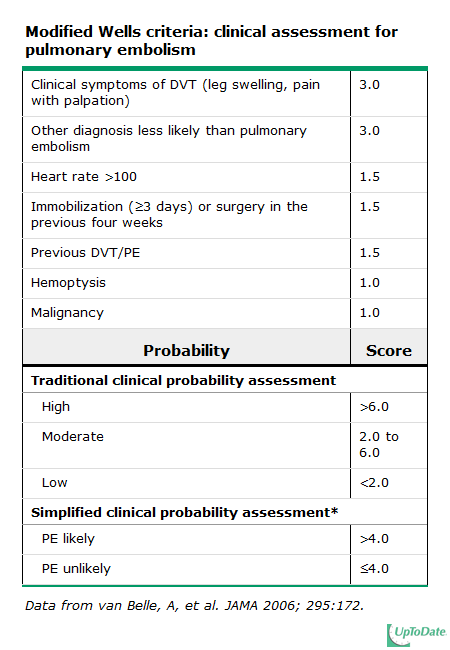 Modified Wells criteria: clinical assessment for
pulmonary embolism
Clinical symptoms of DVT (leg swelling, pain
with palpation) 3.0
Other diagnosis less likely than pulmonary
embolism 3.0
Heart rate >100 1.5
Immobilization (≥3 days) or surgery in the
previous four weeks 1.5
Previous DVT/PE 1.5
Hemoptysis 1.0
Malignancy 1.0
Probability Score
Traditional clinical probability assessment
High >6.0
Moderate 2.0 to
6.0
Low <2.0
Simplified clinical probability assessment*
PE likely >4.0
PE unlikely ≤4.0
Data from van Belle, A, et al. JAMA 2006; 295:172.
UpToDate